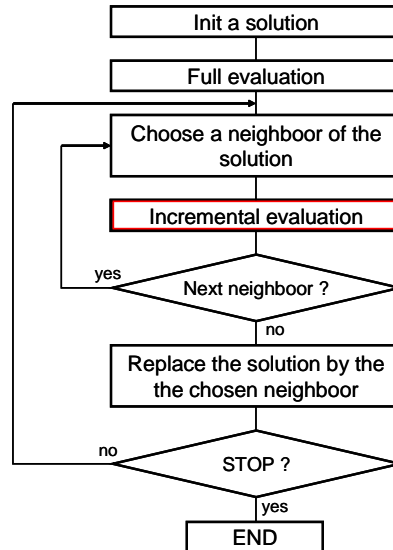 Init a solution
Full evaluation
Choose a neighboor of the
solution
Incremental evaluation
yes
Next neighboor ?
no
Replace the solution by the
the chosen neighboor
no
STOP ?
yes
END